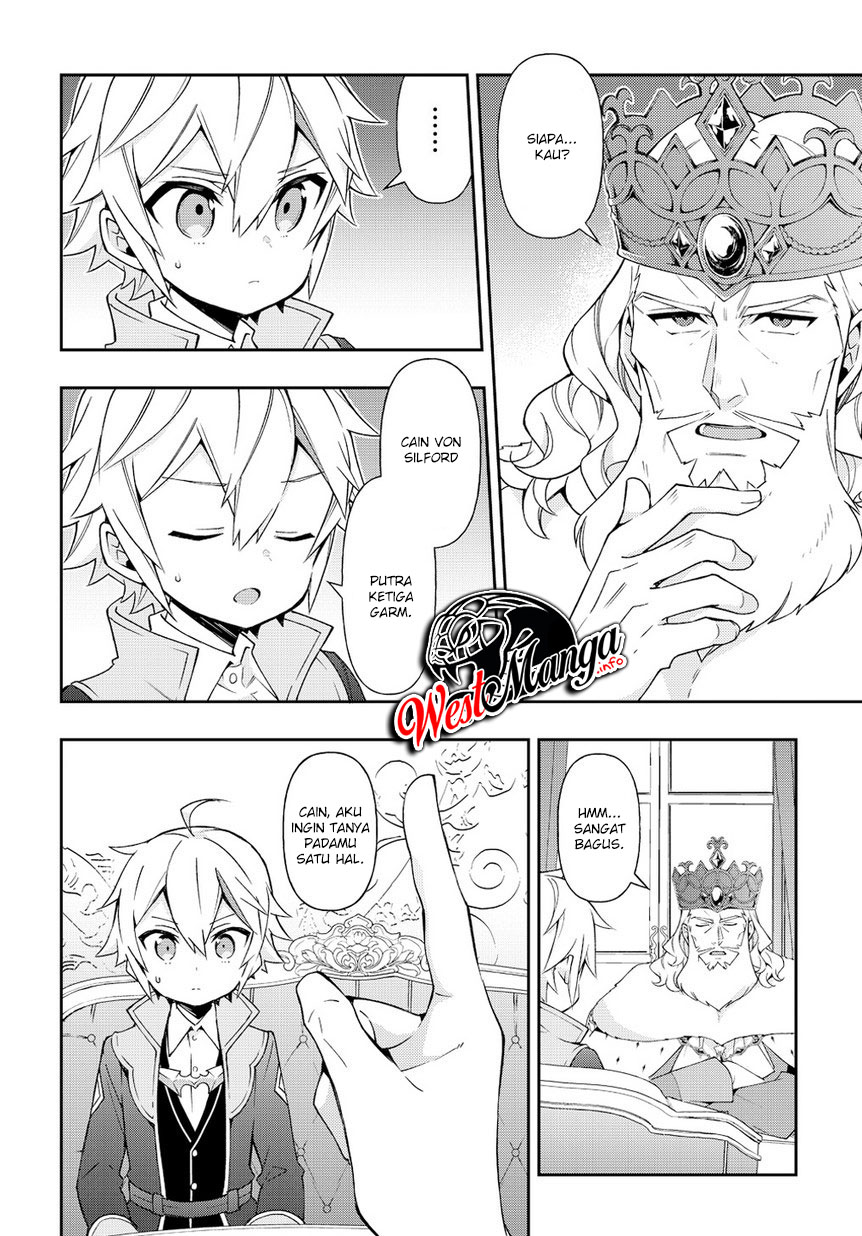 SIAPA...
KAU?
......
CAIN VON
SILFORD
PUTRA
KETIGA
GARM.
WestManga
.info
HMM...
SANGAT
BAGUS.
CAIN, AKU
INGIN TANYA
PADAMU
SATU HAL.